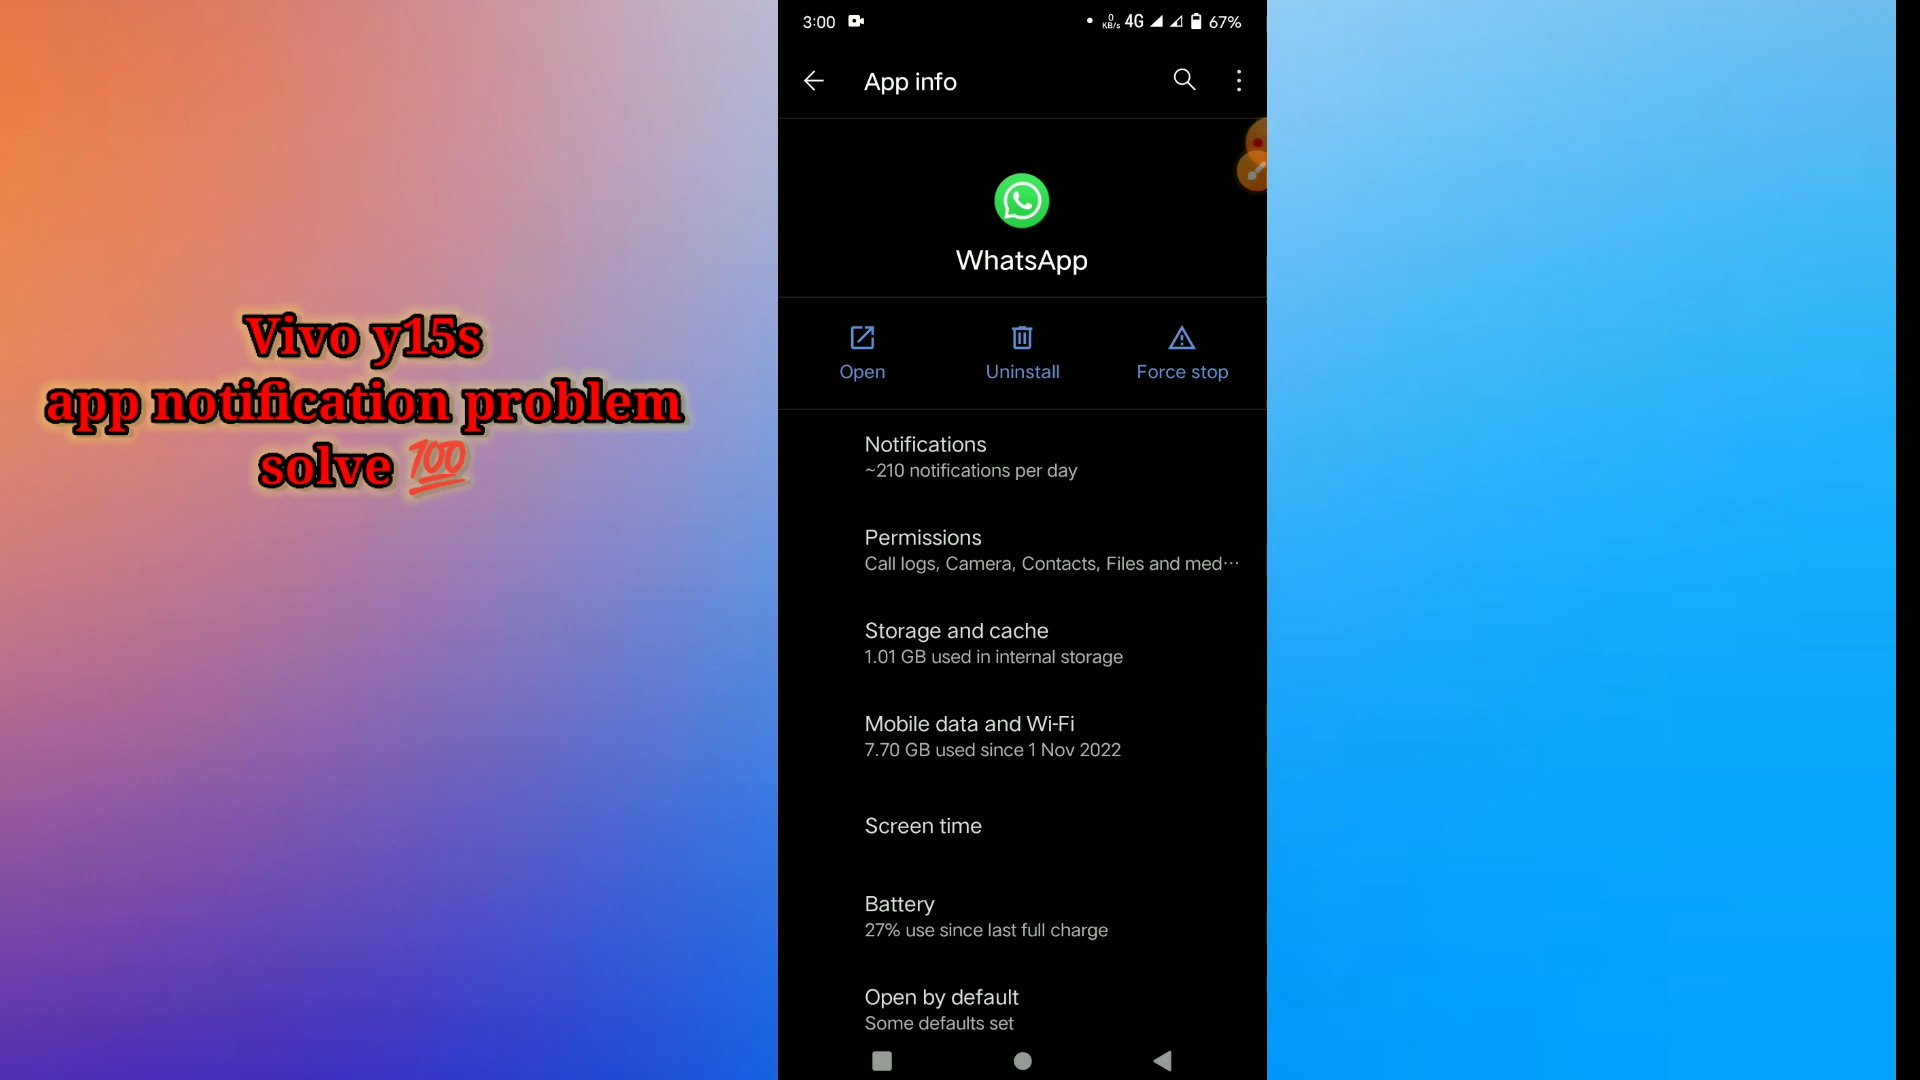 Vivo y15s
app notification problem
solve 💯
3:00
0 KB/s 4G 67%
App info
WhatsApp
Open Uninstall Force stop
Notifications
~210 notifications per day
Permissions
Call logs, Camera, Contacts, Files and med···
Storage and cache
1.01 GB used in internal storage
Mobile data and Wi-Fi
7.70 GB used since 1 Nov 2022
Screen time
Battery
27% use since last full charge
Open by default
Some defaults set